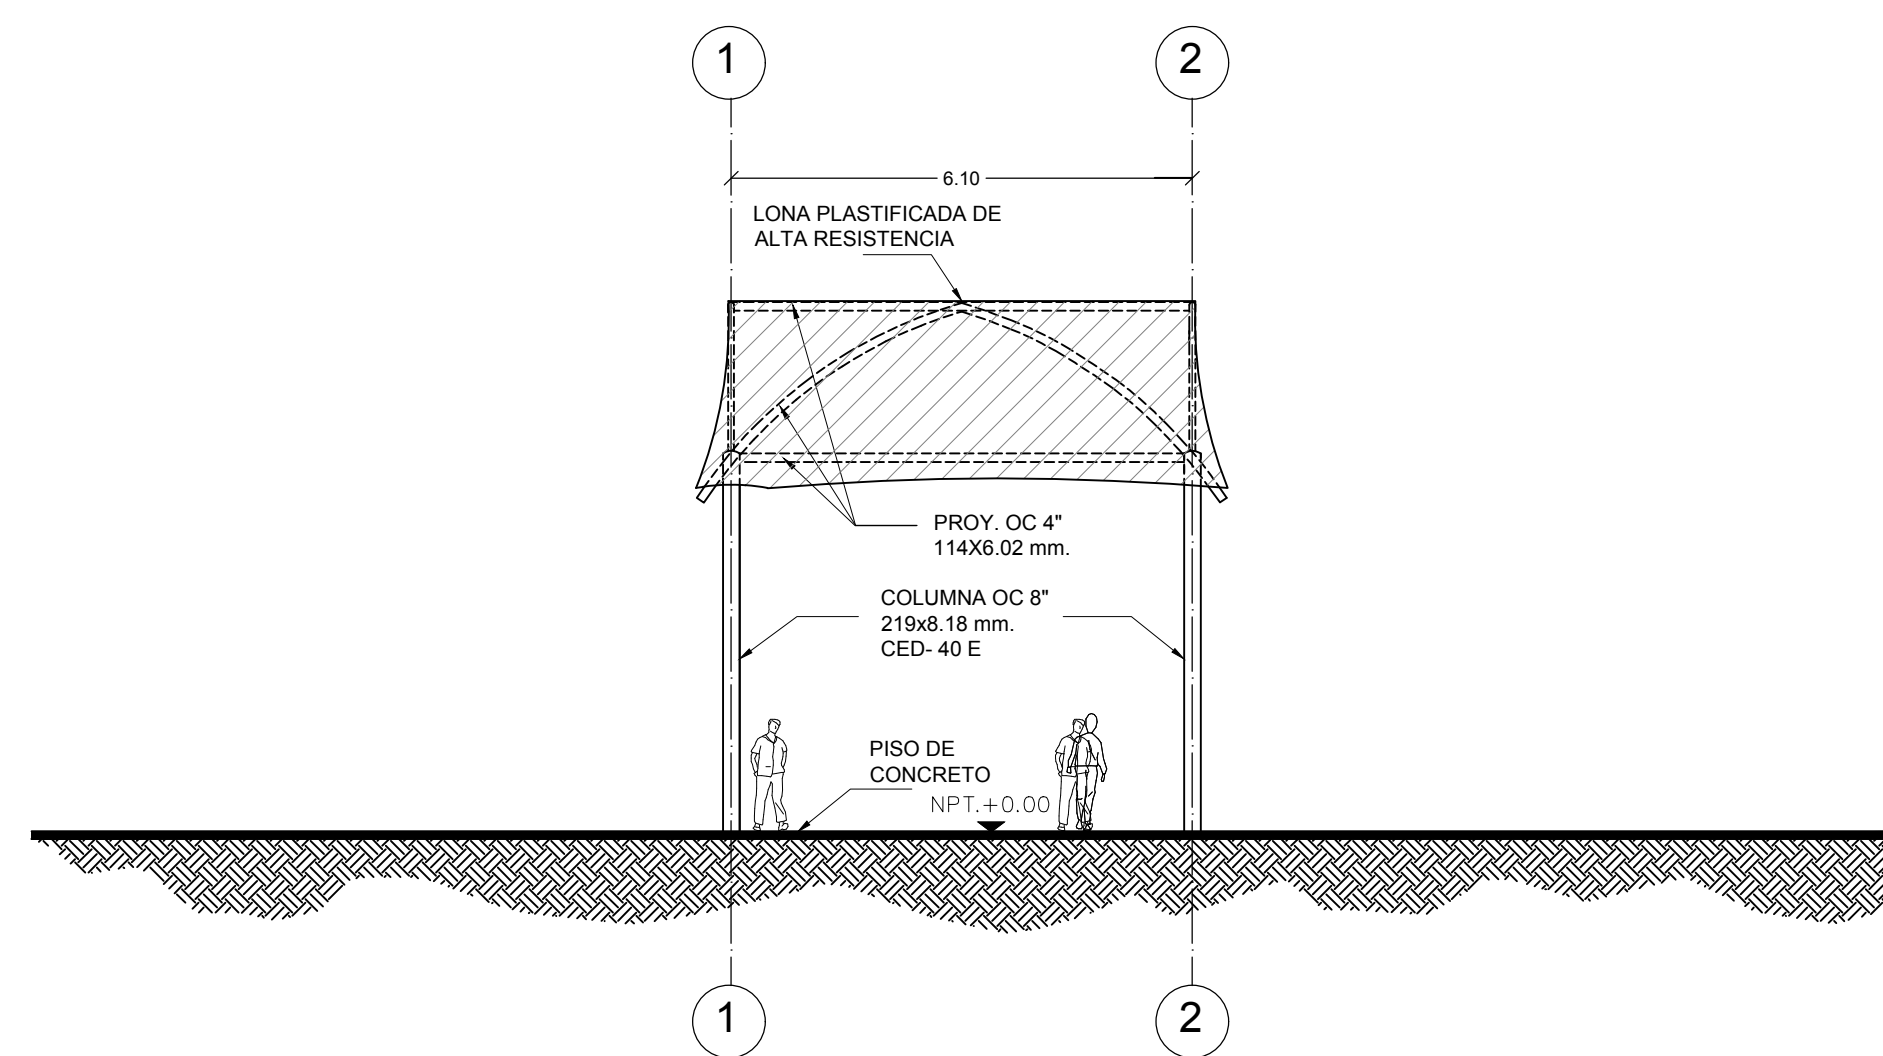 1
2
6.10
LONA PLASTIFICADA DE
ALTA RESISTENCIA
PROY. OC 4"
114X6.02 mm.
COLUMNA OC 8"
219x8.18 mm.
CED- 40 E
PISO DE
CONCRETO
NPT.+0.00
1
2